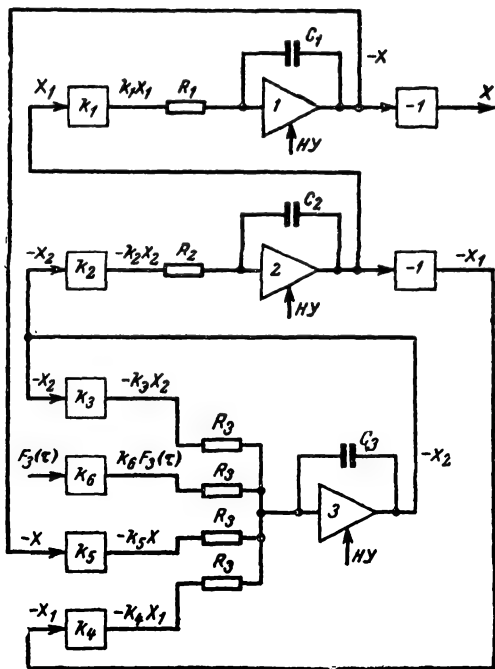 C₁
-X
X₁
k₁
k₁X₁
R₁
1
НУ
-1
X
C₂
-X₂
k₂
-k₂X₂
R₂
2
НУ
-1
-X₁
-X₂
k₃
-k₃X₂
R₃
F₃(τ)
k₆
k₆F₃(τ)
R₃
C₃
3
НУ
-X₂
-X
k₅
-k₅X
R₃
-X₁
k₄
-k₄X₁
R₃